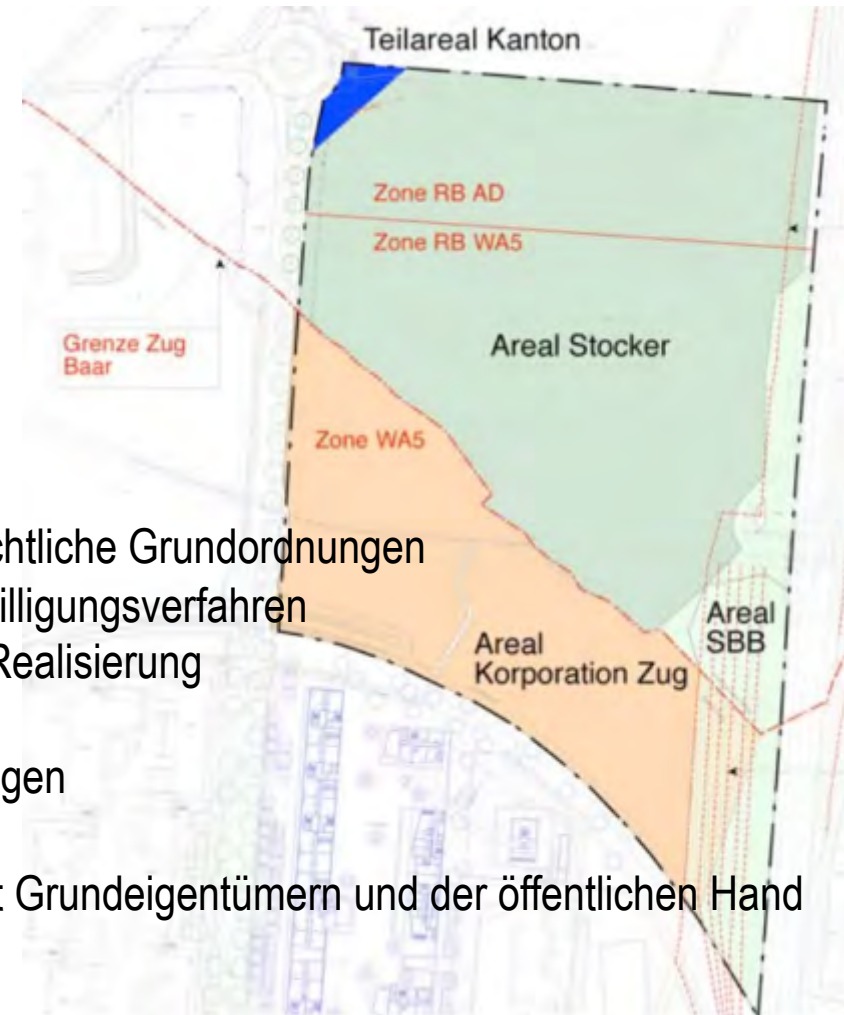 Teilareal Kanton
Zone RB AD
Zone RB WA5
Grenze Zug
Baar
Areal Stocker
Zone WA5
chtliche Grundordnungen
illigungsverfahren
Realisierung
Areal
SBB
Areal
Korporation Zug
gen
Grundeigentümern und der öffentlichen Hand